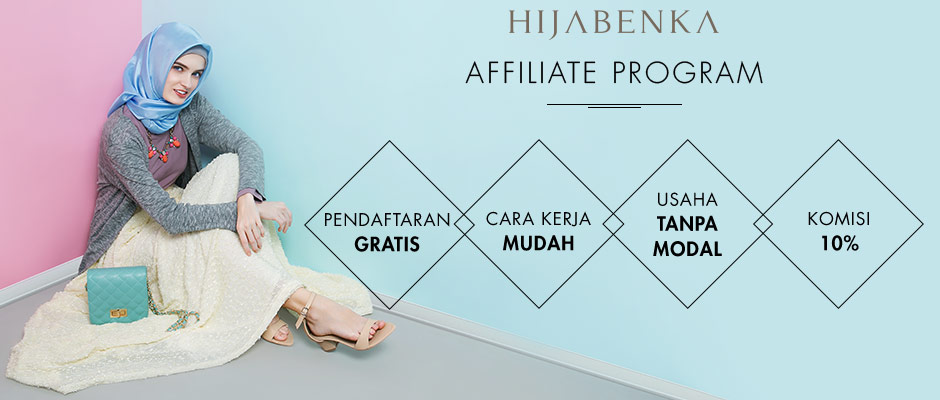 HIJABENKA
AFFILIATE PROGRAM
PENDAFTARAN
GRATIS
CARA KERJA
MUDAH
USAHA
TANPA
MODAL
KOMISI
10%